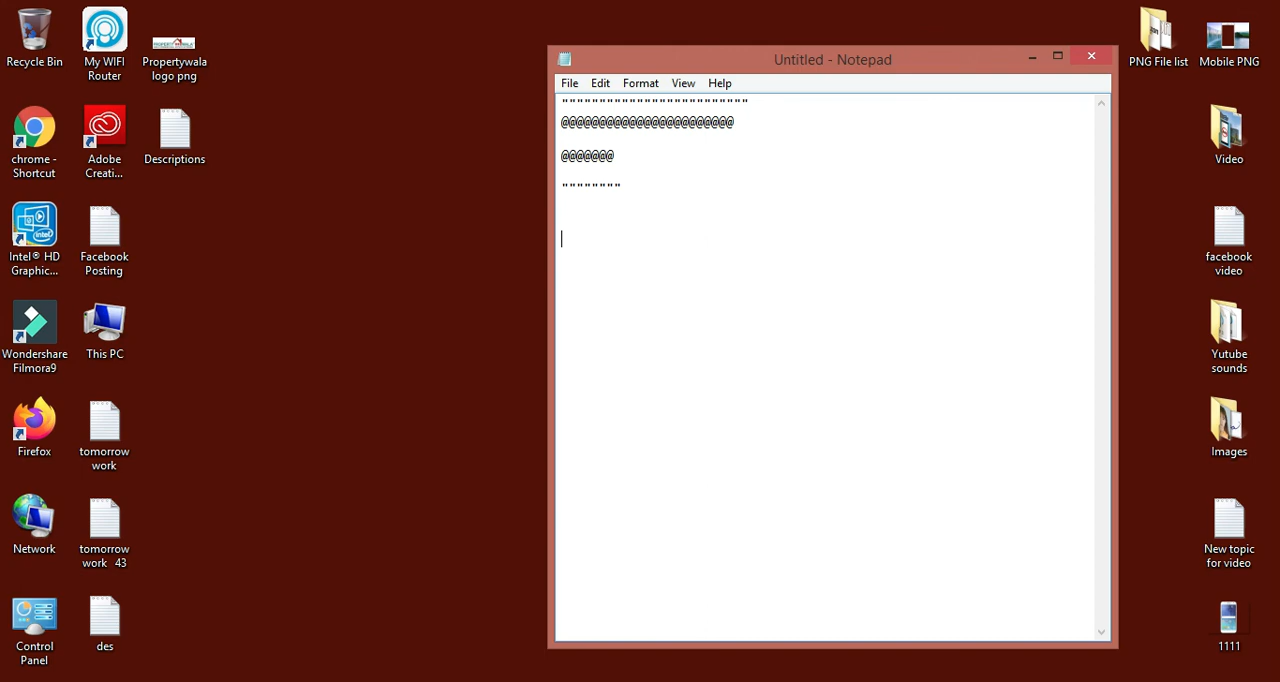 Recycle Bin
My WIFI
Router
Propertywala
logo png
chrome -
Shortcut
Adobe
Creati...
Descriptions
Intel® HD
Graphic...
Facebook
Posting
Wondershare
Filmora9
This PC
Firefox
tomorrow
work
Network
tomorrow
work 43
Control
Panel
des
Untitled - Notepad
File Edit Format View Help
"""""""""""""""""""""""""
@@@@@@@@@@@@@@@@@@@@@@@
@@@@@@@
""""""""
PNG File list
Mobile PNG
Video
facebook
video
Yutube
sounds
Images
New topic
for video
1111